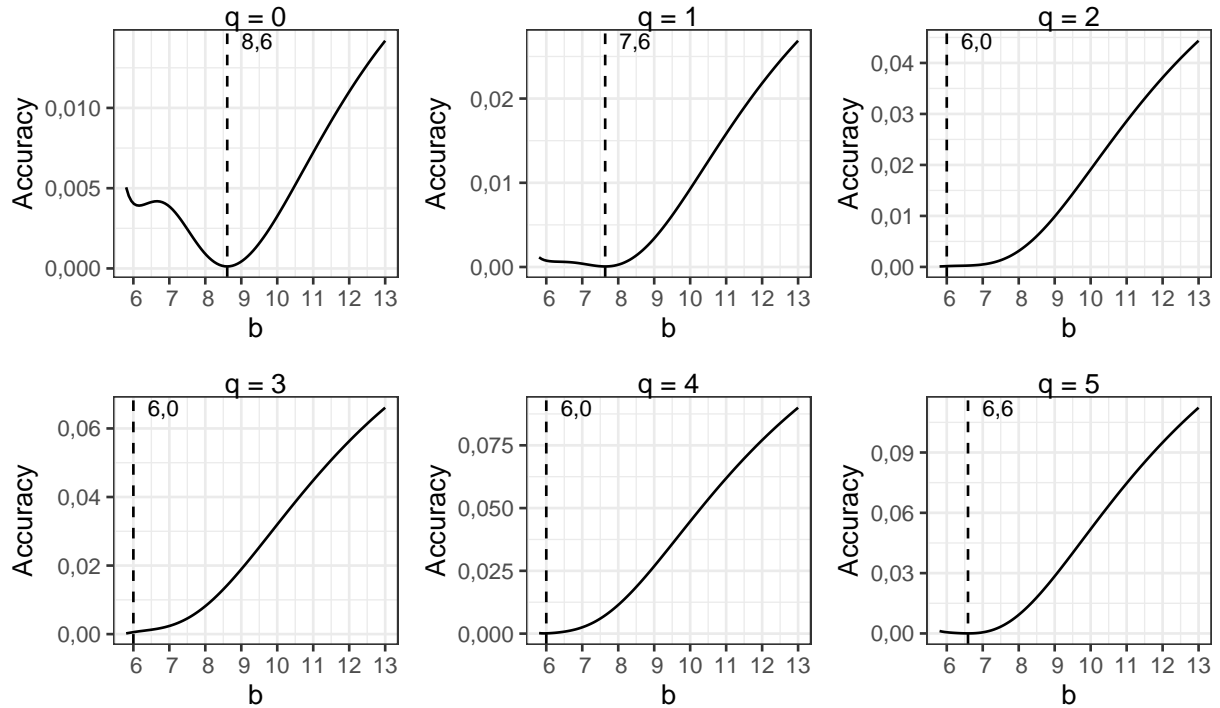 q = 0
8,6
Accuracy
0,010
0,005
0,000
6 7 8 9 10 11 12 13
b
q = 1
7,6
Accuracy
0,02
0,01
0,00
6 7 8 9 10 11 12 13
b
q = 2
6,0
Accuracy
0,04
0,03
0,02
0,01
0,00
6 7 8 9 10 11 12 13
b
q = 3
6,0
Accuracy
0,06
0,04
0,02
0,00
6 7 8 9 10 11 12 13
b
q = 4
6,0
Accuracy
0,075
0,050
0,025
0,000
6 7 8 9 10 11 12 13
b
q = 5
6,6
Accuracy
0,09
0,06
0,03
0,00
6 7 8 9 10 11 12 13
b